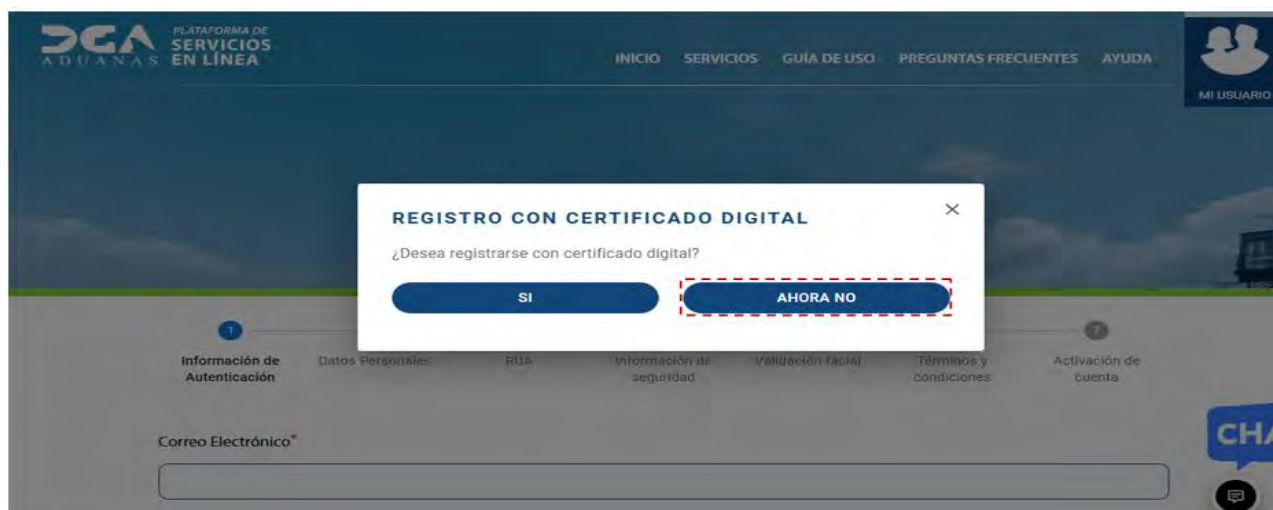 DGA
ADUANAS
PLATAFORMA DE
SERVICIOS
EN LÍNEA
INICIO SERVICIOS GUÍA DE USO PREGUNTAS FRECUENTES AYUDA
MI USUARIO
REGISTRO CON CERTIFICADO DIGITAL
¿Desea registrarse con certificado digital?
SI AHORA NO
1 7
Información de Autenticación
Datos Personales
Información de seguridad
Validación facial
Términos y condiciones
Activación de cuenta
Correo Electrónico*
CHA